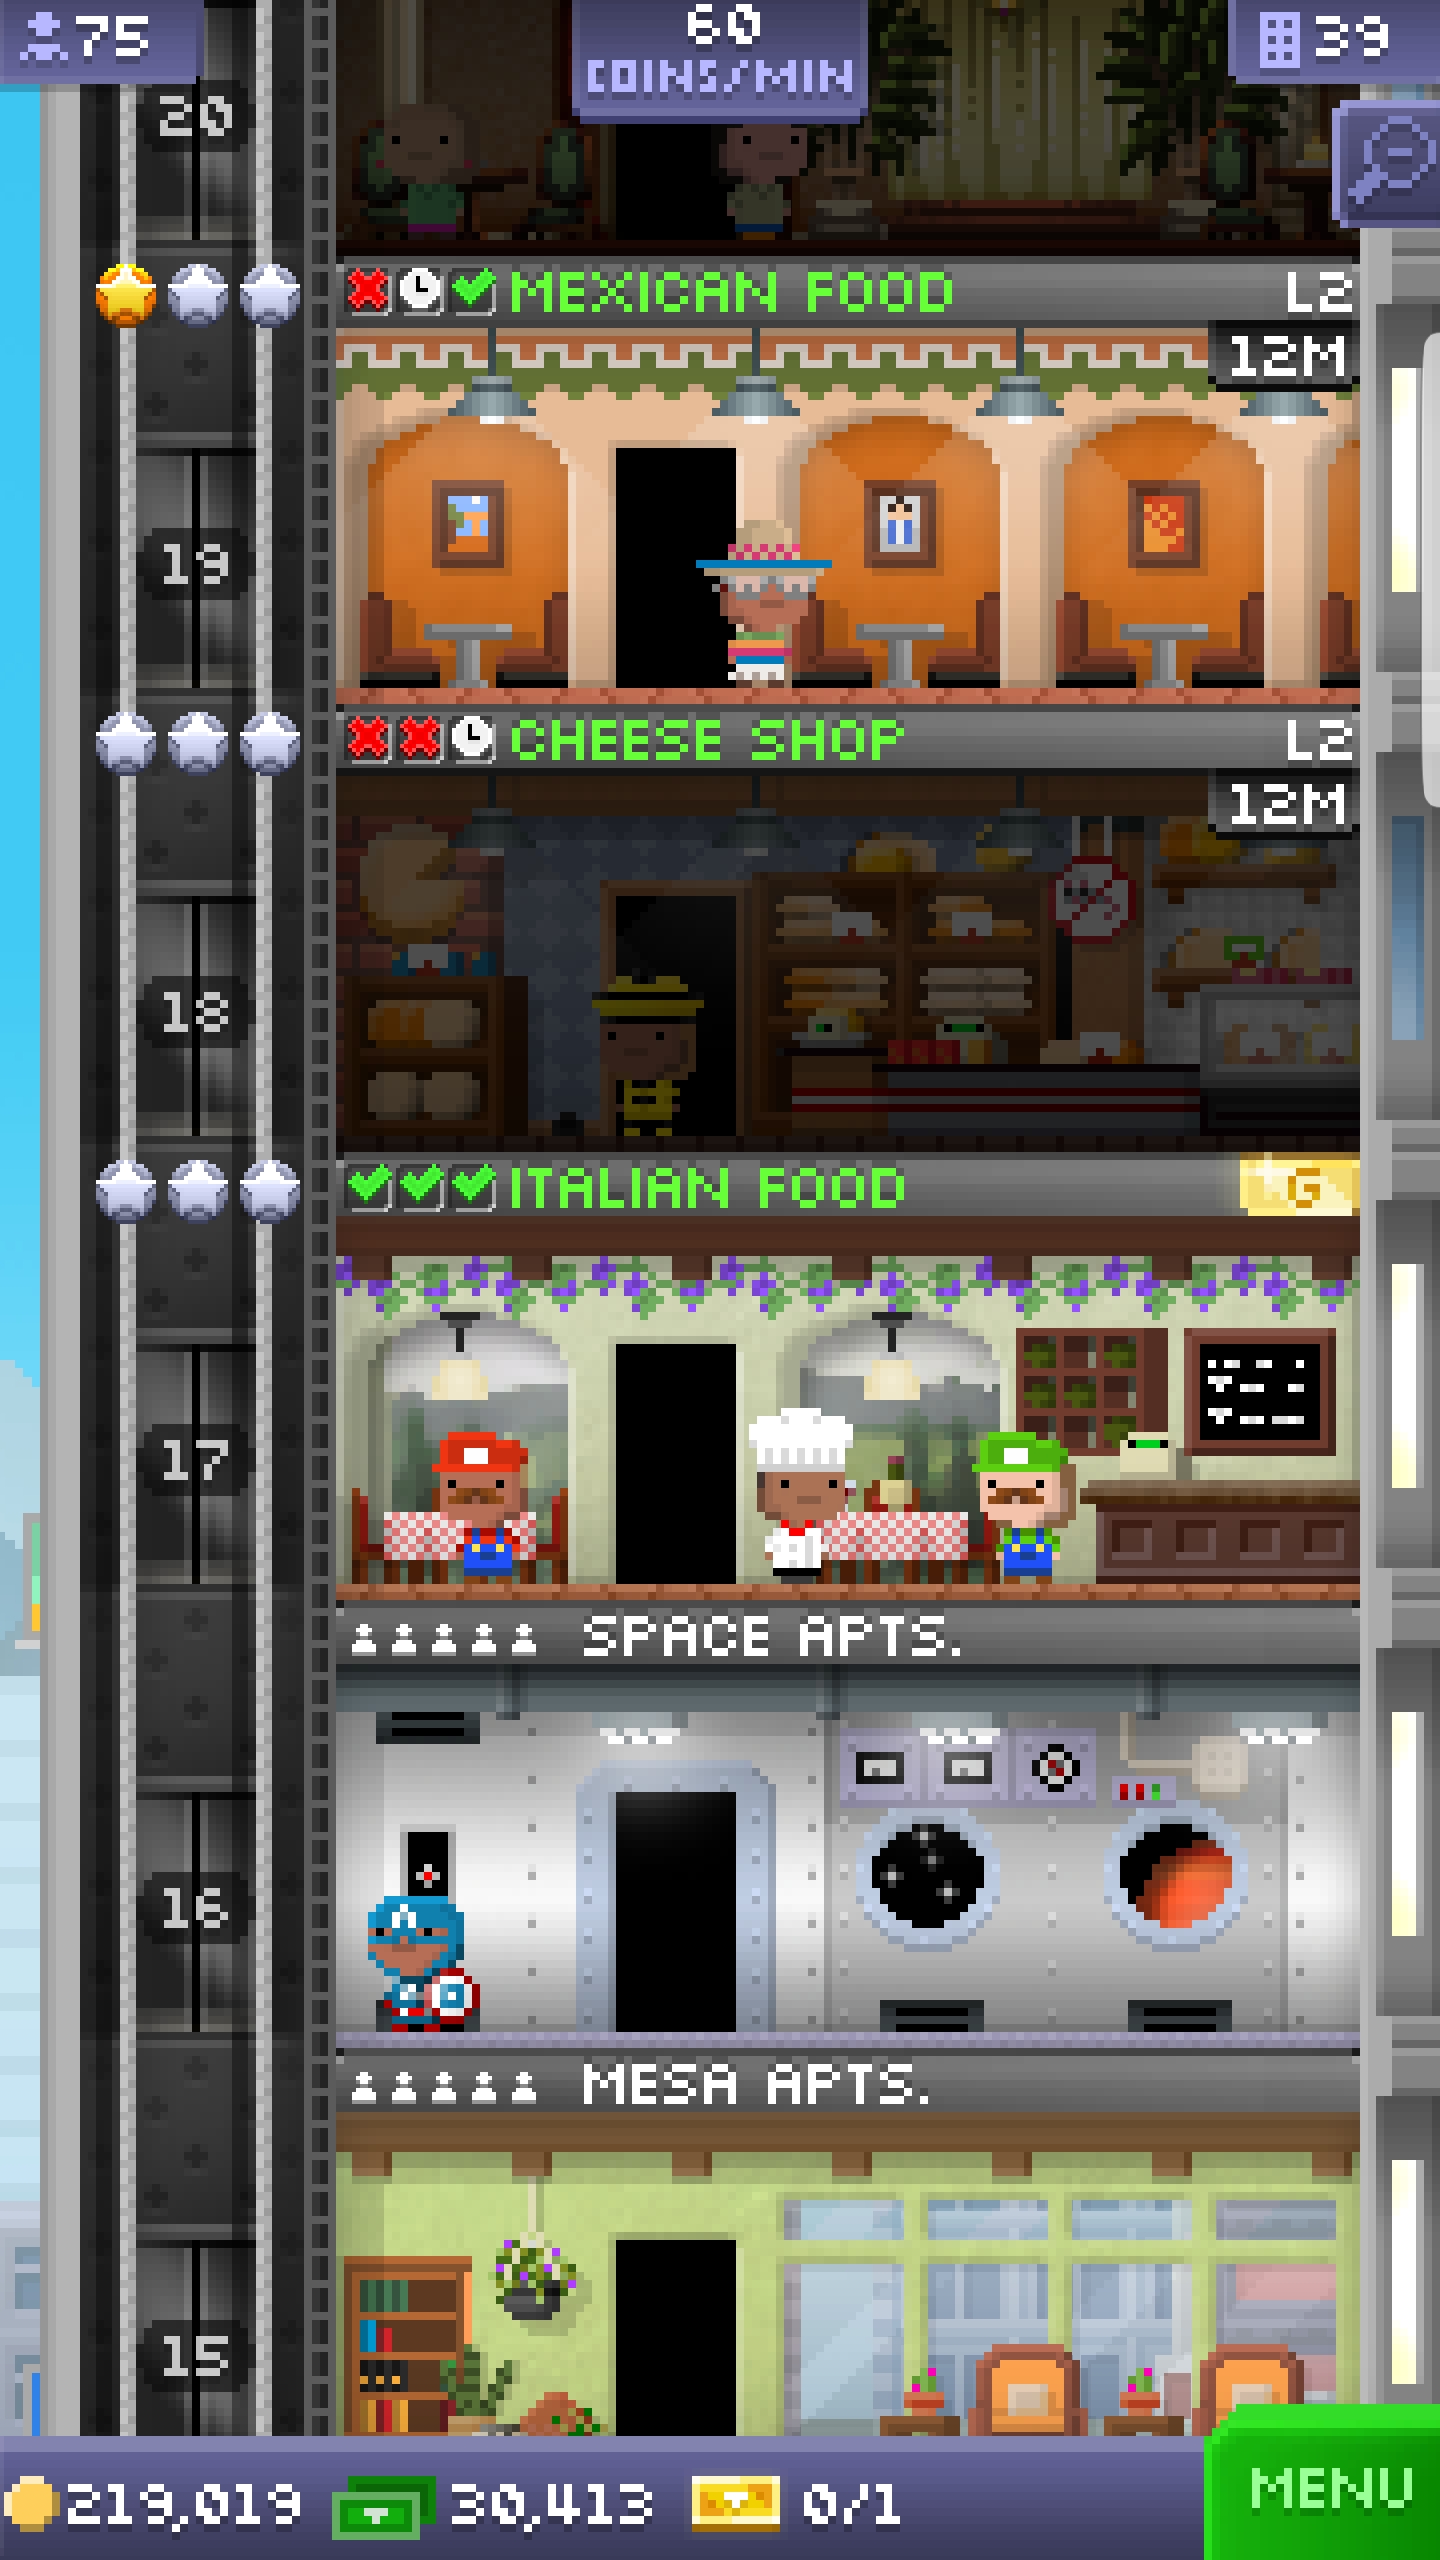 75
60
COINS/MIN
39
20
MEXICAN FOOD
L2
12M
19
CHEESE SHOP
L2
12M
18
ITALIAN FOOD
G
17
SPACE APTS.
A
16
MESA APTS.
15
219,019
30,413
0/1
MENU